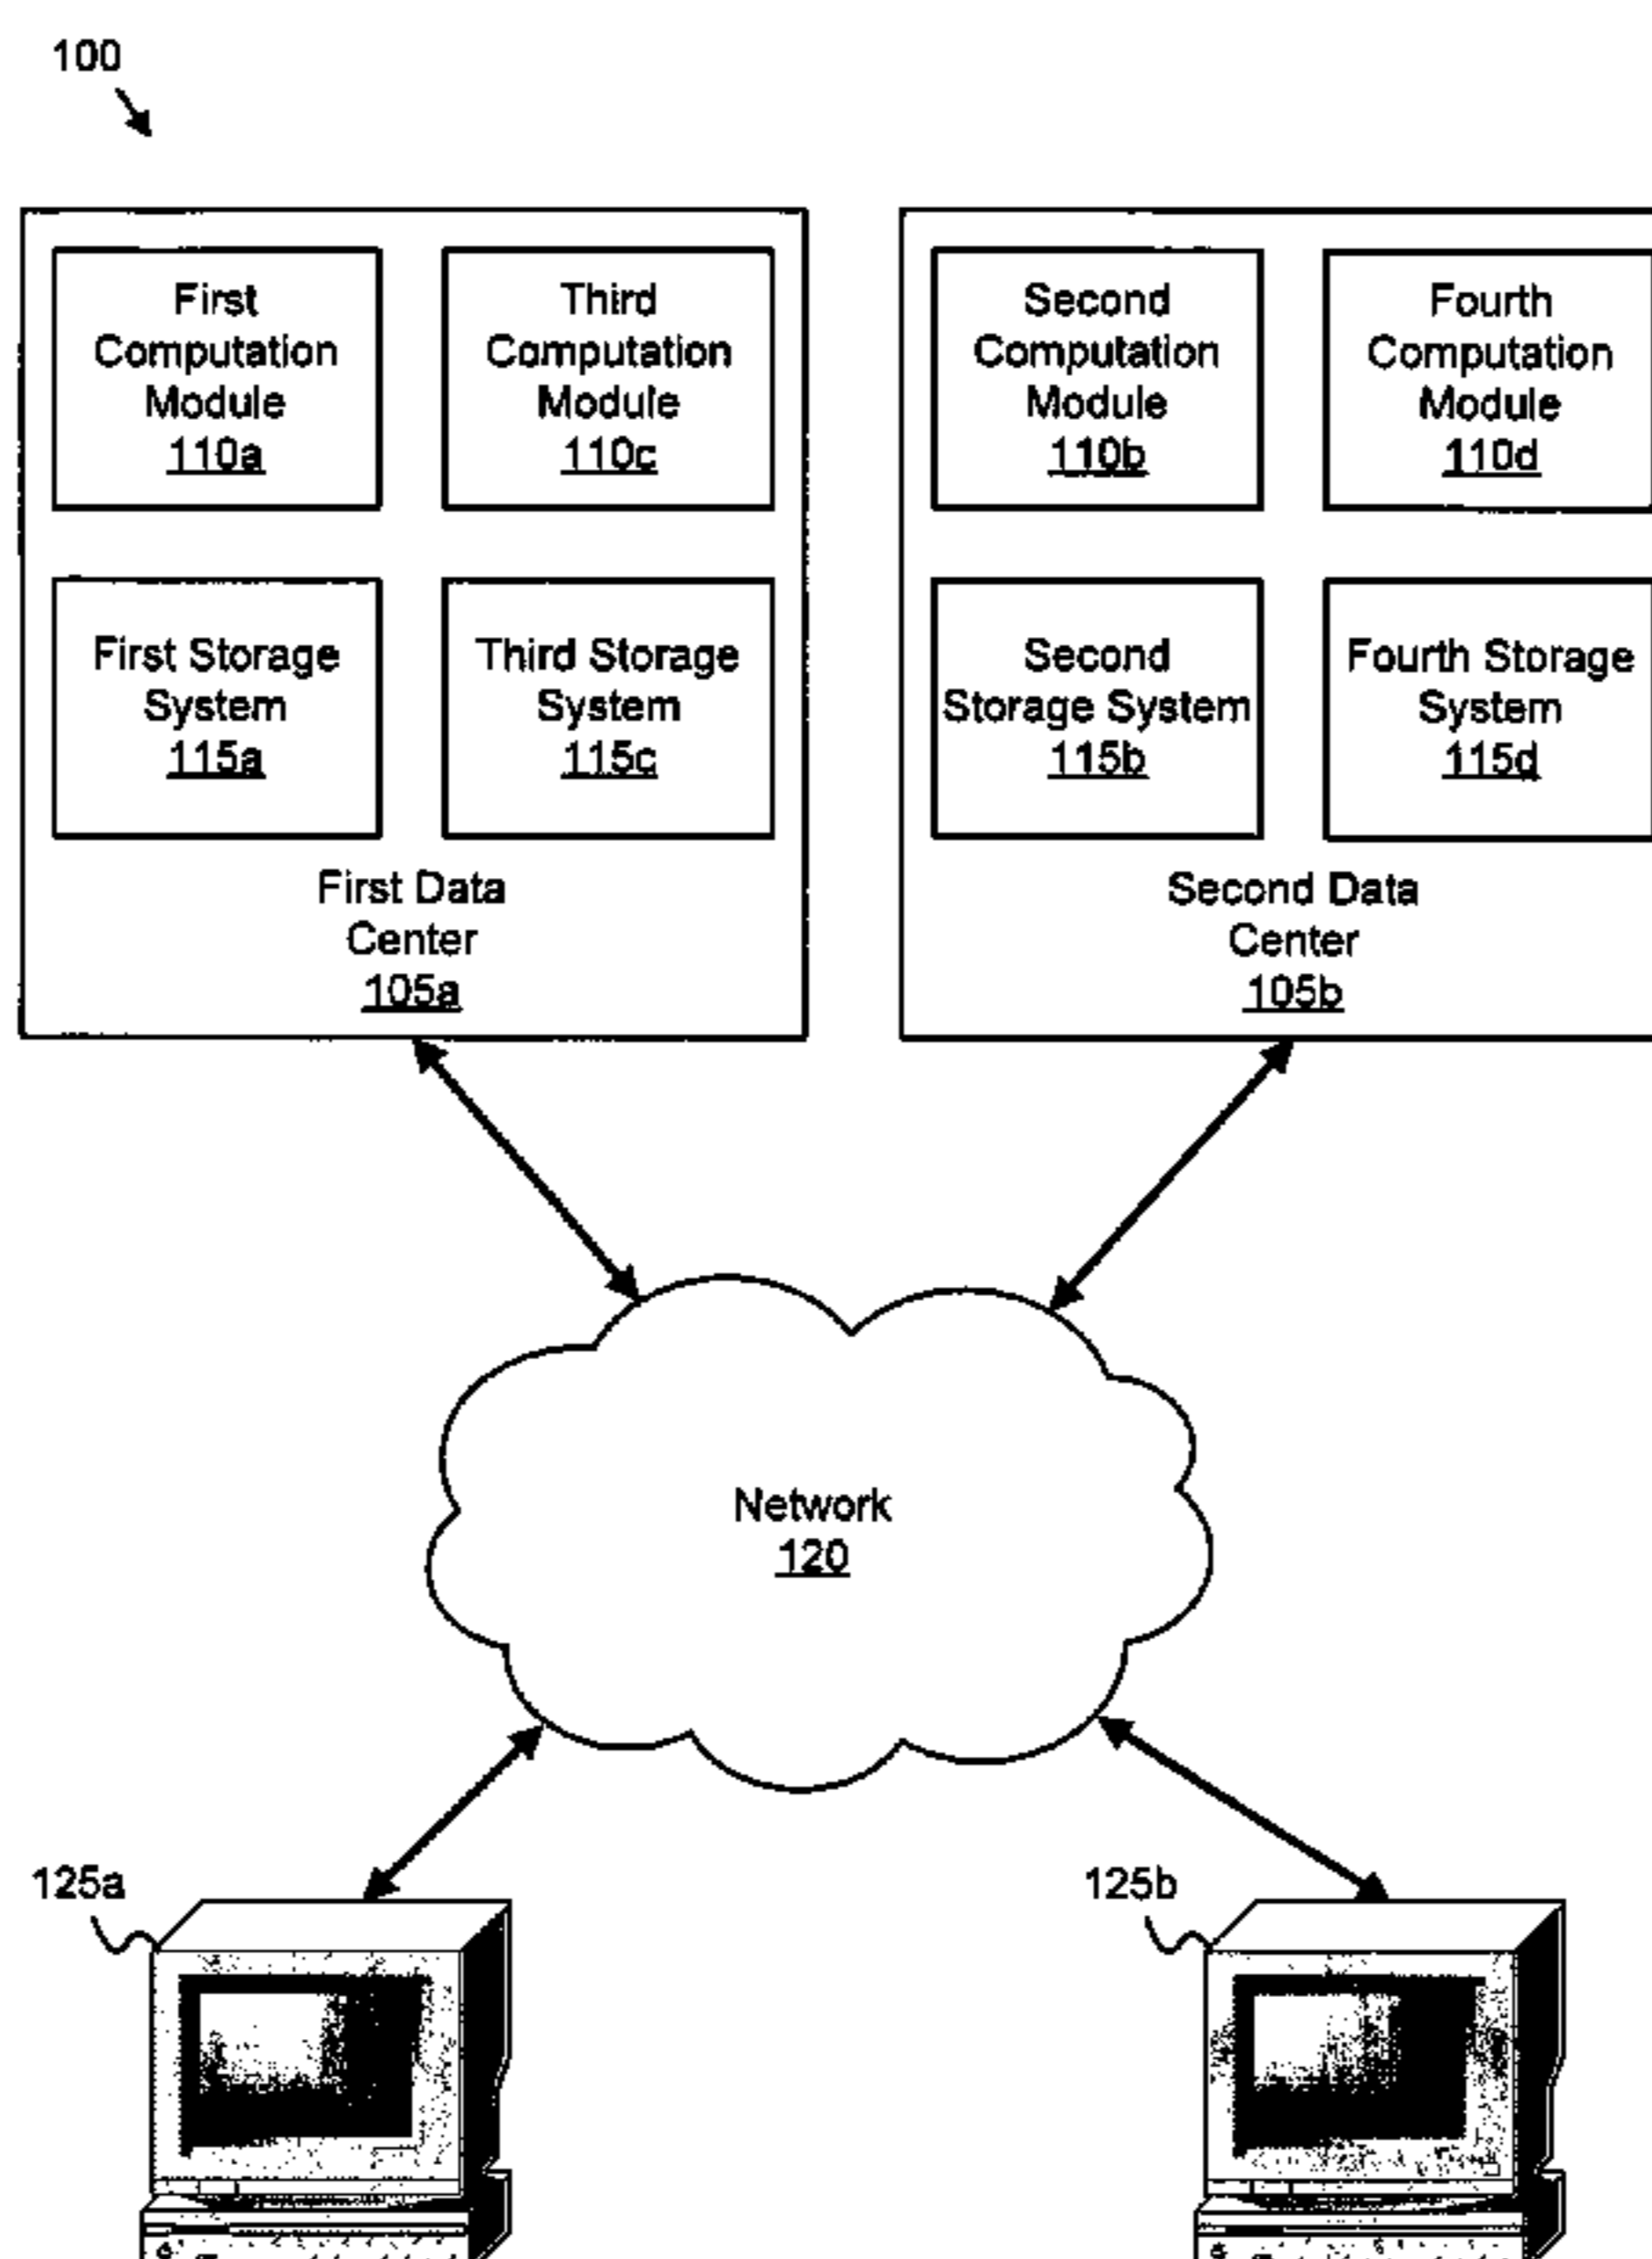 100
First
Computation
Module
110a
Third
Computation
Module
110c
Second
Computation
Module
110b
Fourth
Computation
Module
110d
First Storage
System
115a
Third Storage
System
115c
Second
Storage System
115b
Fourth Storage
System
115d
First Data
Center
105a
Second Data
Center
105b
Network
120
125a
125b